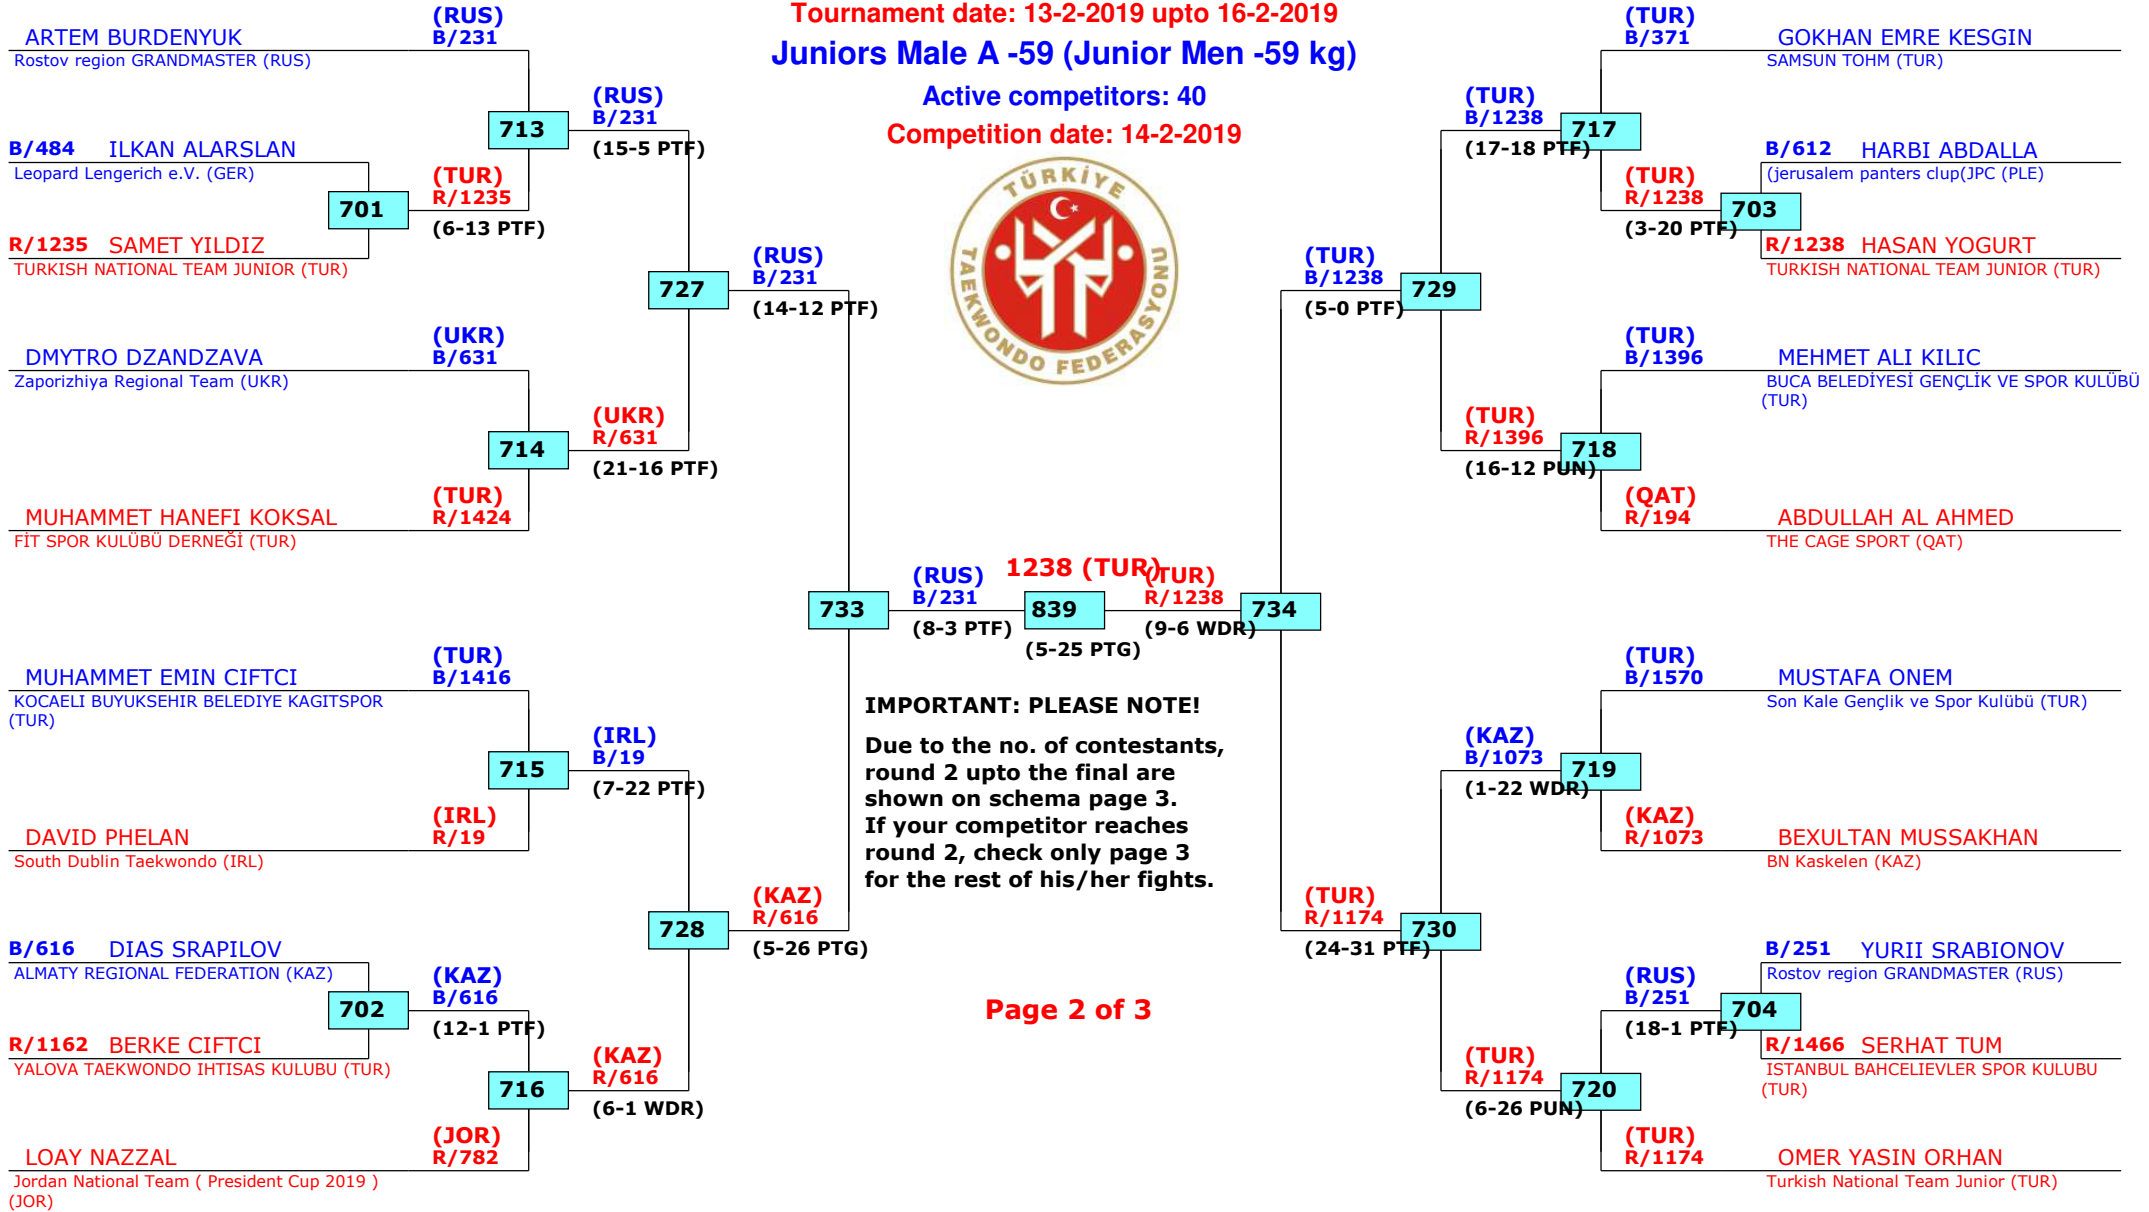 Tournament date: 13-2-2019 upto 16-2-2019
Juniors Male A -59 (Junior Men -59 kg)
Active competitors: 40
Competition date: 14-2-2019
TÜRKİYE
TAEKWONDO FEDERASYONU
(RUS)
ARTEM BURDENYUK B/231
Rostov region GRANDMASTER (RUS)
(RUS)
B/231
713
(15-5 PTF)
B/484 ILKAN ALARSLAN
Leopard Lengerich e.V. (GER)
(TUR)
R/1235
701
(6-13 PTF)
R/1235 SAMET YILDIZ
TURKISH NATIONAL TEAM JUNIOR (TUR)
(RUS)
B/231
727
(14-12 PTF)
(UKR)
DMYTRO DZANDZAVA B/631
Zaporizhiya Regional Team (UKR)
(UKR)
R/631
714
(21-16 PTF)
(TUR)
MUHAMMET HANEFI KOKSAL R/1424
FİT SPOR KULÜBÜ DERNEĞİ (TUR)
733
(RUS)
B/231
(8-3 PTF)
1238 (TUR)
839
(5-25 PTG)
(TUR)
R/1238
734
(9-6 WDR)
(TUR)
MUHAMMET EMIN CIFTCI B/1416
KOCAELI BUYUKSEHIR BELEDIYE KAGITSPOR
(TUR)
(IRL)
B/19
715
(7-22 PTF)
(IRL)
DAVID PHELAN R/19
South Dublin Taekwondo (IRL)
(KAZ)
R/616
728
(5-26 PTG)
B/616 DIAS SRAPILOV
ALMATY REGIONAL FEDERATION (KAZ)
(KAZ)
B/616
702
(12-1 PTF)
R/1162 BERKE CIFTCI
YALOVA TAEKWONDO IHTISAS KULUBU (TUR)
(KAZ)
R/616
716
(6-1 WDR)
(JOR)
LOAY NAZZAL R/782
Jordan National Team ( President Cup 2019 )
(JOR)
IMPORTANT: PLEASE NOTE!
Due to the no. of contestants,
round 2 upto the final are
shown on schema page 3.
If your competitor reaches
round 2, check only page 3
for the rest of his/her fights.
Page 2 of 3
(TUR)
B/371 GOKHAN EMRE KESGIN
SAMSUN TOHM (TUR)
(TUR)
B/1238
717
(17-18 PTF)
B/612 HARBI ABDALLA
(jerusalem panters clup(JPC (PLE)
(TUR)
R/1238
703
(3-20 PTF)
R/1238 HASAN YOGURT
TURKISH NATIONAL TEAM JUNIOR (TUR)
(TUR)
B/1238
729
(5-0 PTF)
(TUR)
B/1396 MEHMET ALI KILIC
BUCA BELEDİYESİ GENÇLİK VE SPOR KULÜBÜ
(TUR)
(TUR)
R/1396
718
(16-12 PUN)
(QAT)
R/194 ABDULLAH AL AHMED
THE CAGE SPORT (QAT)
(TUR)
B/1570 MUSTAFA ONEM
Son Kale Gençlik ve Spor Kulübü (TUR)
(KAZ)
B/1073
719
(1-22 WDR)
(KAZ)
R/1073 BEXULTAN MUSSAKHAN
BN Kaskelen (KAZ)
(TUR)
R/1174
730
(24-31 PTF)
B/251 YURII SRABIONOV
Rostov region GRANDMASTER (RUS)
(RUS)
B/251
704
(18-1 PTF)
R/1466 SERHAT TUM
ISTANBUL BAHCELIEVLER SPOR KULUBU
(TUR)
(TUR)
R/1174
720
(6-26 PUN)
(TUR)
R/1174 OMER YASIN ORHAN
Turkish National Team Junior (TUR)